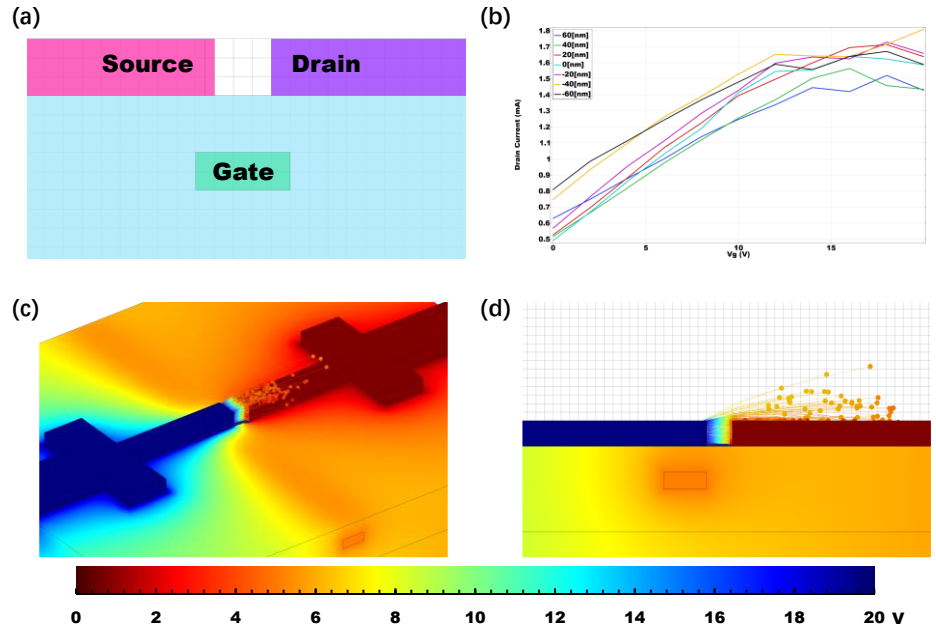 (a)
Source
Drain
Gate
(b)
60[nm]
40[nm]
20[nm]
0[nm]
-20[nm]
-40[nm]
-60[nm]
1.8
1.7
1.6
1.5
1.4
1.3
1.2
1.1
1
0.9
0.8
0.7
0.6
0.5
Drain Current (mA)
0
5
10
15
Vg (V)
(c)
(d)
0 2 4 6 8 10 12 14 16 18 20 V